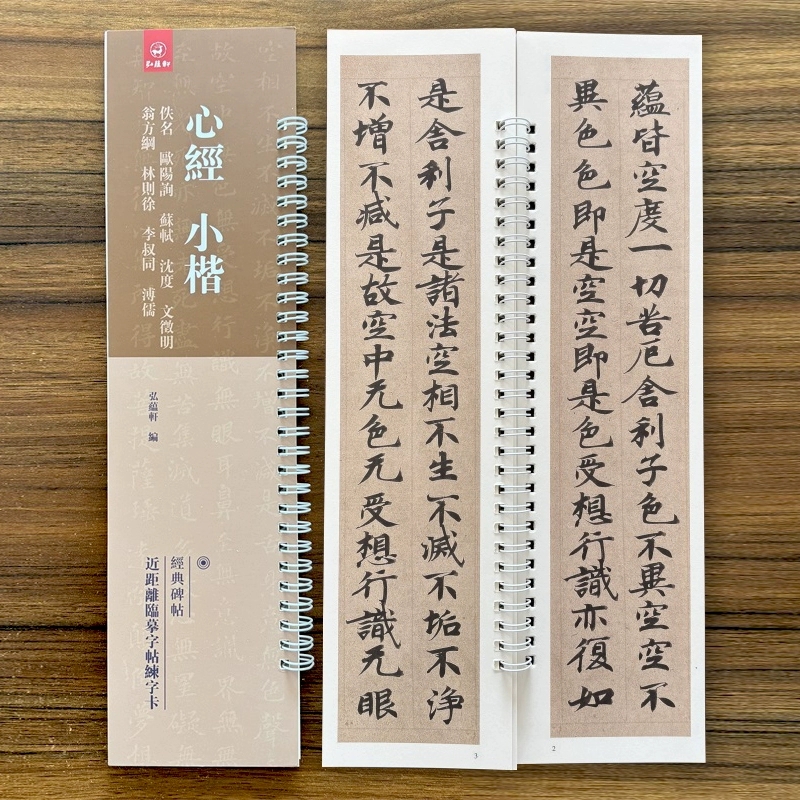 弘蘊軒
心經 小楷
佚名 歐陽詢 蘇軾 沈度 文徵明
翁方綱 林則徐 李叔同 溥儒
弘蘊軒 編
經典碑帖
近距離臨摹字帖練字卡
蘊皆空度一切苦厄舍利子色不異空空不
異色色即是空空即是色受想行識亦復如
2
是舍利子是諸法空相不生不滅不垢不淨
不增不減是故空中无色无受想行識无眼
3